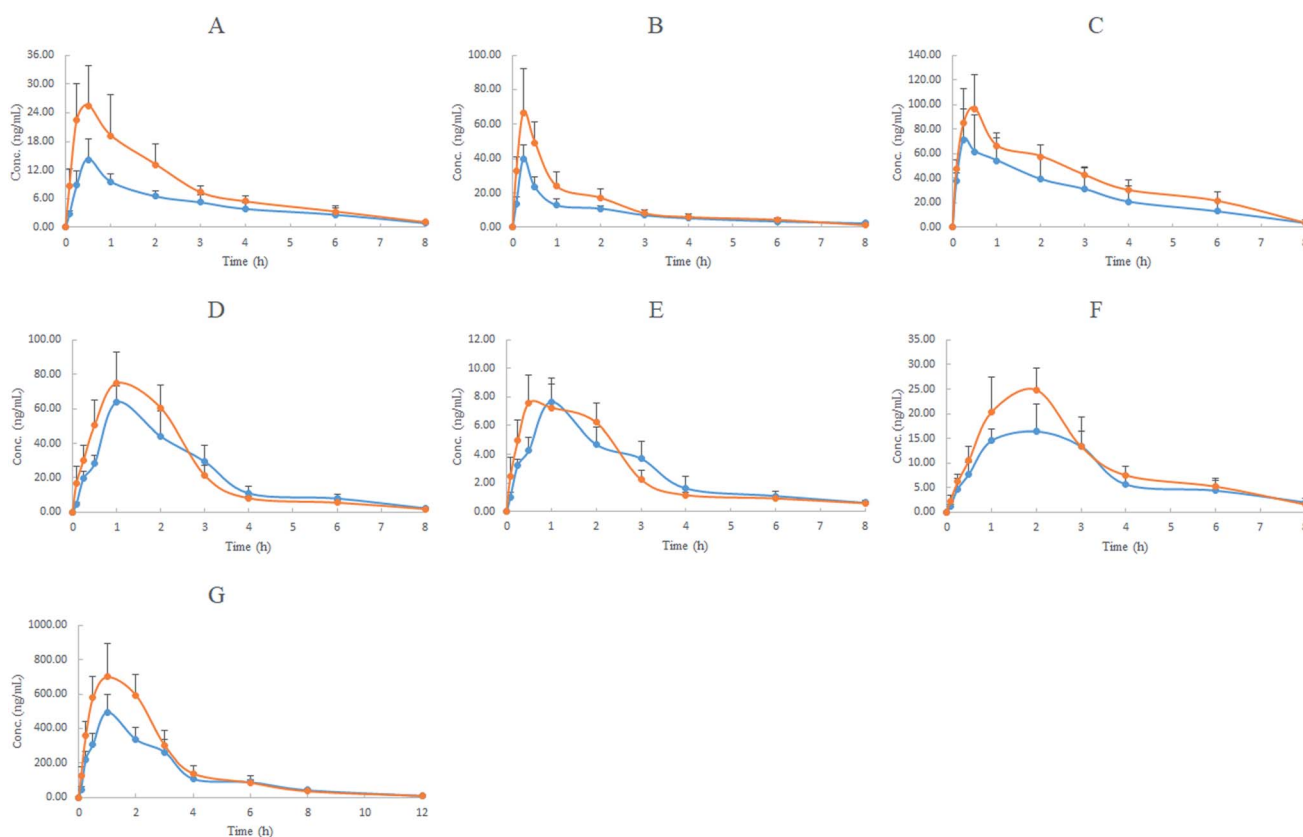 A
36.00
30.00
24.00
18.00
12.00
6.00
0.00
Conc. (ng/mL)
0 1 2 3 4 5 6 7 8
Time (h)
B
100.00
80.00
60.00
40.00
20.00
0.00
Conc. (ng/mL)
0 1 2 3 4 5 6 7 8
Time (h)
C
140.00
120.00
100.00
80.00
60.00
40.00
20.00
0.00
Conc. (ng/mL)
0 1 2 3 4 5 6 7 8
Time (h)
D
100.00
80.00
60.00
40.00
20.00
0.00
Conc. (ng/mL)
0 1 2 3 4 5 6 7 8
Time (h)
E
12.00
10.00
8.00
6.00
4.00
2.00
0.00
Conc. (ng/mL)
0 1 2 3 4 5 6 7 8
Time (h)
F
35.00
30.00
25.00
20.00
15.00
10.00
5.00
0.00
Conc. (ng/mL)
0 1 2 3 4 5 6 7 8
Time (h)
G
1000.00
800.00
600.00
400.00
200.00
0.00
Conc. (ng/mL)
0 2 4 6 8 10 12
Time (h)